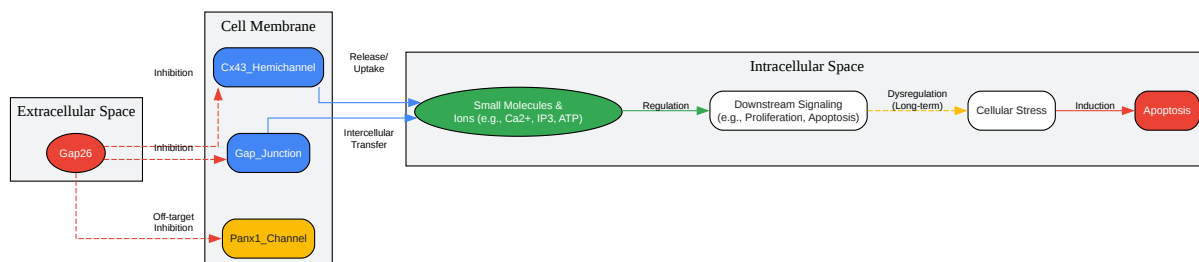 Cell Membrane
Cx43_Hemichannel
Release/
Uptake
Inhibition
Intracellular Space
Extracellular Space
Small Molecules &
Ions (e.g., Ca2+, IP3, ATP)
Regulation
Downstream Signaling
(e.g., Proliferation, Apoptosis)
Dysregulation
(Long-term)
Cellular Stress
Induction
Apoptosis
Gap26
Inhibition
Gap_Junction
Intercellular
Transfer
Off-target
Inhibition
Panx1_Channel